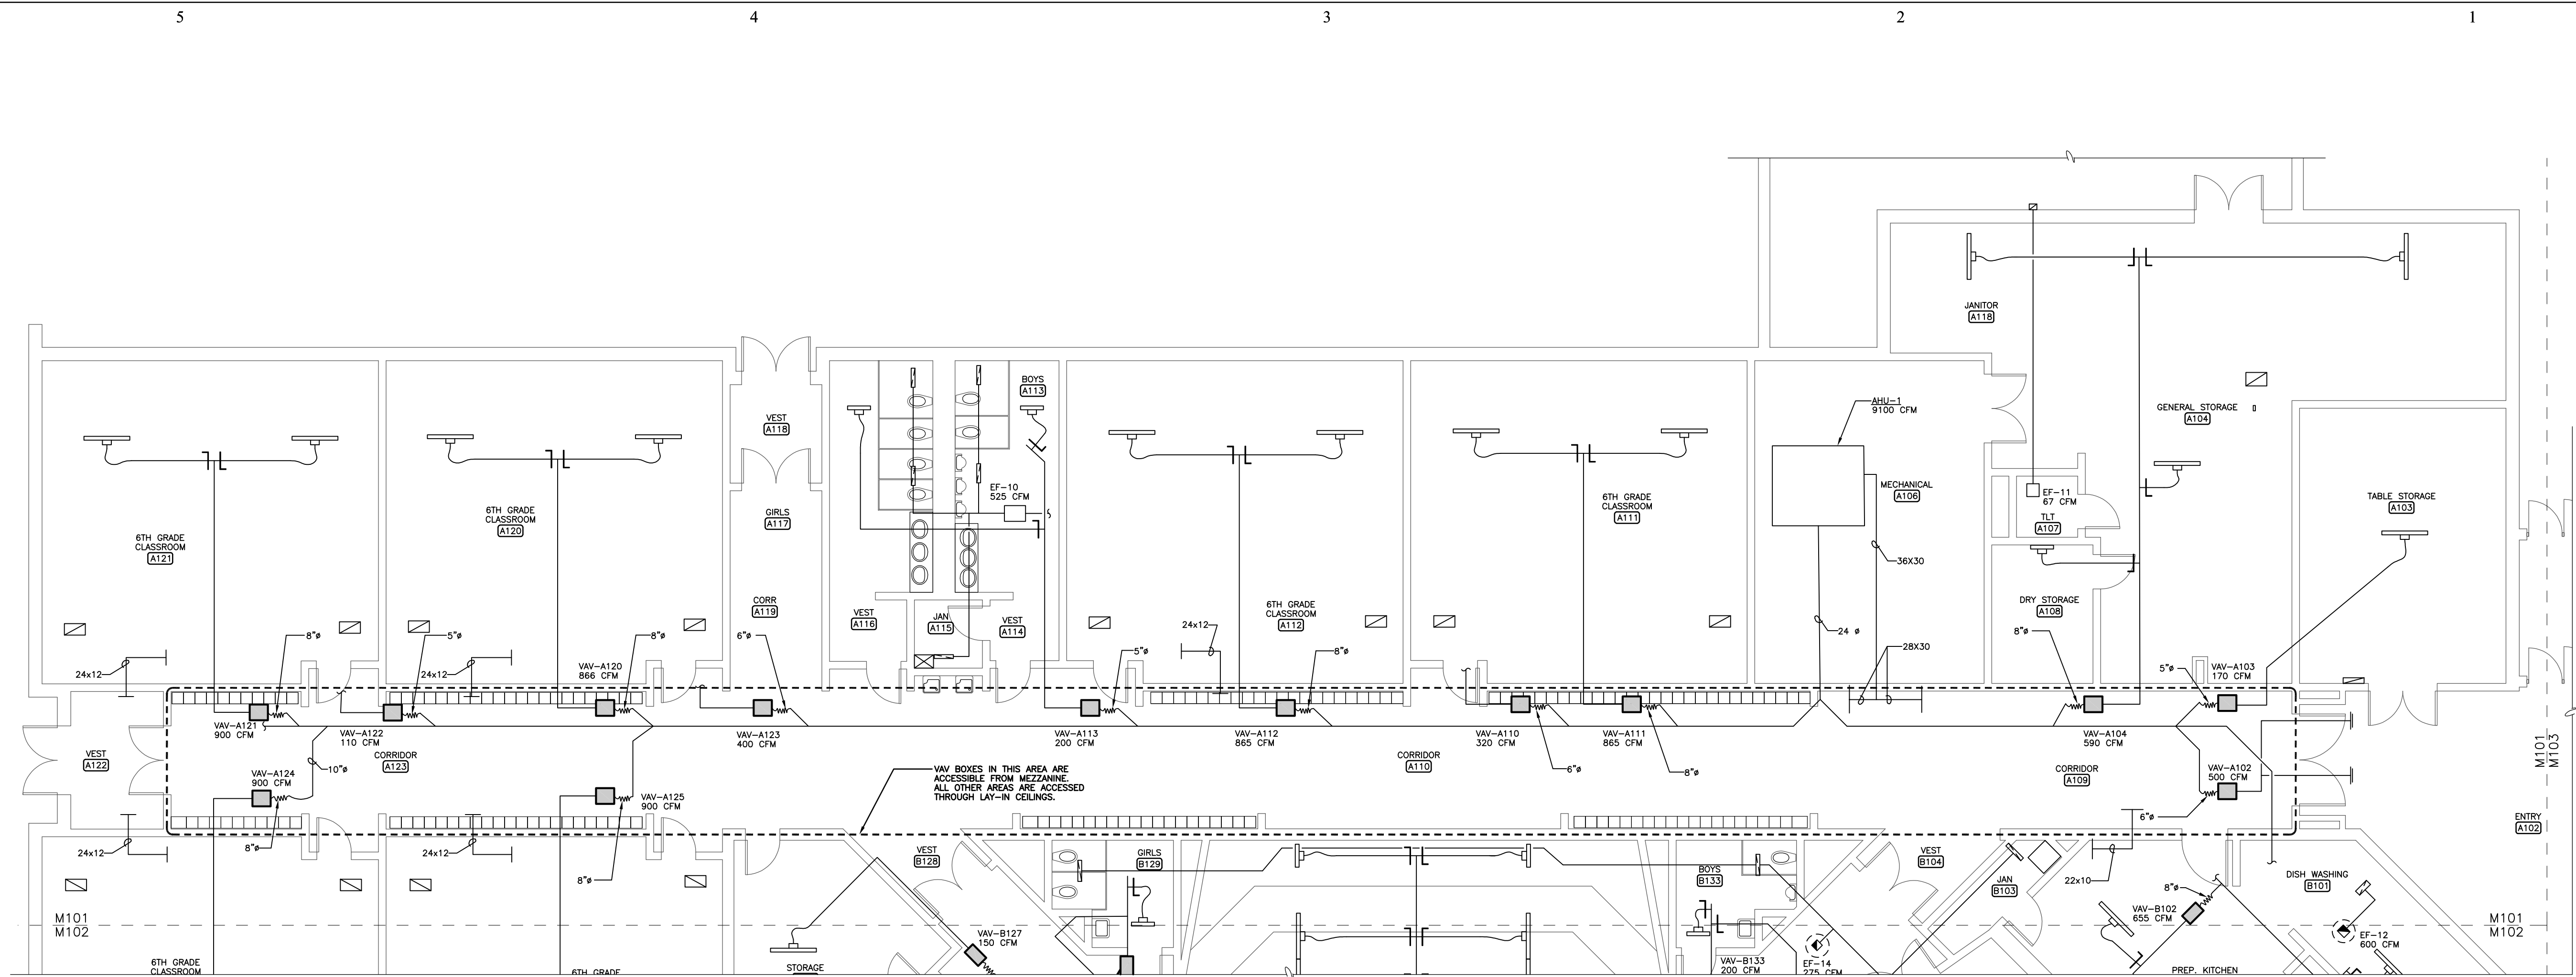 5
4
3
2
1
JANITOR
A118
BOYS
A113
AHU-1
9100 CFM
VEST
A118
GENERAL STORAGE
A104
MECHANICAL
A106
EF-10
525 CFM
EF-11
67 CFM
TABLE STORAGE
A103
6TH GRADE
CLASSROOM
A121
6TH GRADE
CLASSROOM
A120
GIRLS
A117
6TH GRADE
CLASSROOM
A111
TLT
A107
36X30
CORR
A119
VEST
A116
JAN
A115
VEST
A114
6TH GRADE
CLASSROOM
A112
DRY STORAGE
A108
8"ø
5"ø
8"ø
6"ø
5"ø
24x12
8"ø
24 ø
28X30
8"ø
5"ø
24x12
24x12
VAV-A120
866 CFM
VAV-A103
170 CFM
VAV-A121
900 CFM
VAV-A122
110 CFM
VAV-A123
400 CFM
VAV-A113
200 CFM
VAV-A112
865 CFM
VAV-A110
320 CFM
VAV-A111
865 CFM
VAV-A104
590 CFM
VEST
A122
CORRIDOR
A123
10"ø
VAV-A124
900 CFM
VAV-A125
900 CFM
VAV BOXES IN THIS AREA ARE
ACCESSIBLE FROM MEZZANINE.
ALL OTHER AREAS ARE ACCESSED
THROUGH LAY-IN CEILINGS.
CORRIDOR
A110
6"ø
8"ø
CORRIDOR
A109
VAV-A102
500 CFM
M101
M103
6"ø
ENTRY
A102
24x12
8"ø
24x12
8"ø
VEST
B128
GIRLS
B129
BOYS
B133
VEST
B104
JAN
B103
22x10
8"ø
DISH WASHING
B101
VAV-B102
655 CFM
M101
M102
M101
M102
VAV-B127
150 CFM
EF-12
600 CFM
6TH GRADE
CLASSROOM
6TH GRADE
STORAGE
VAV-B133
200 CFM
EF-14
275 CFM
PREP. KITCHEN